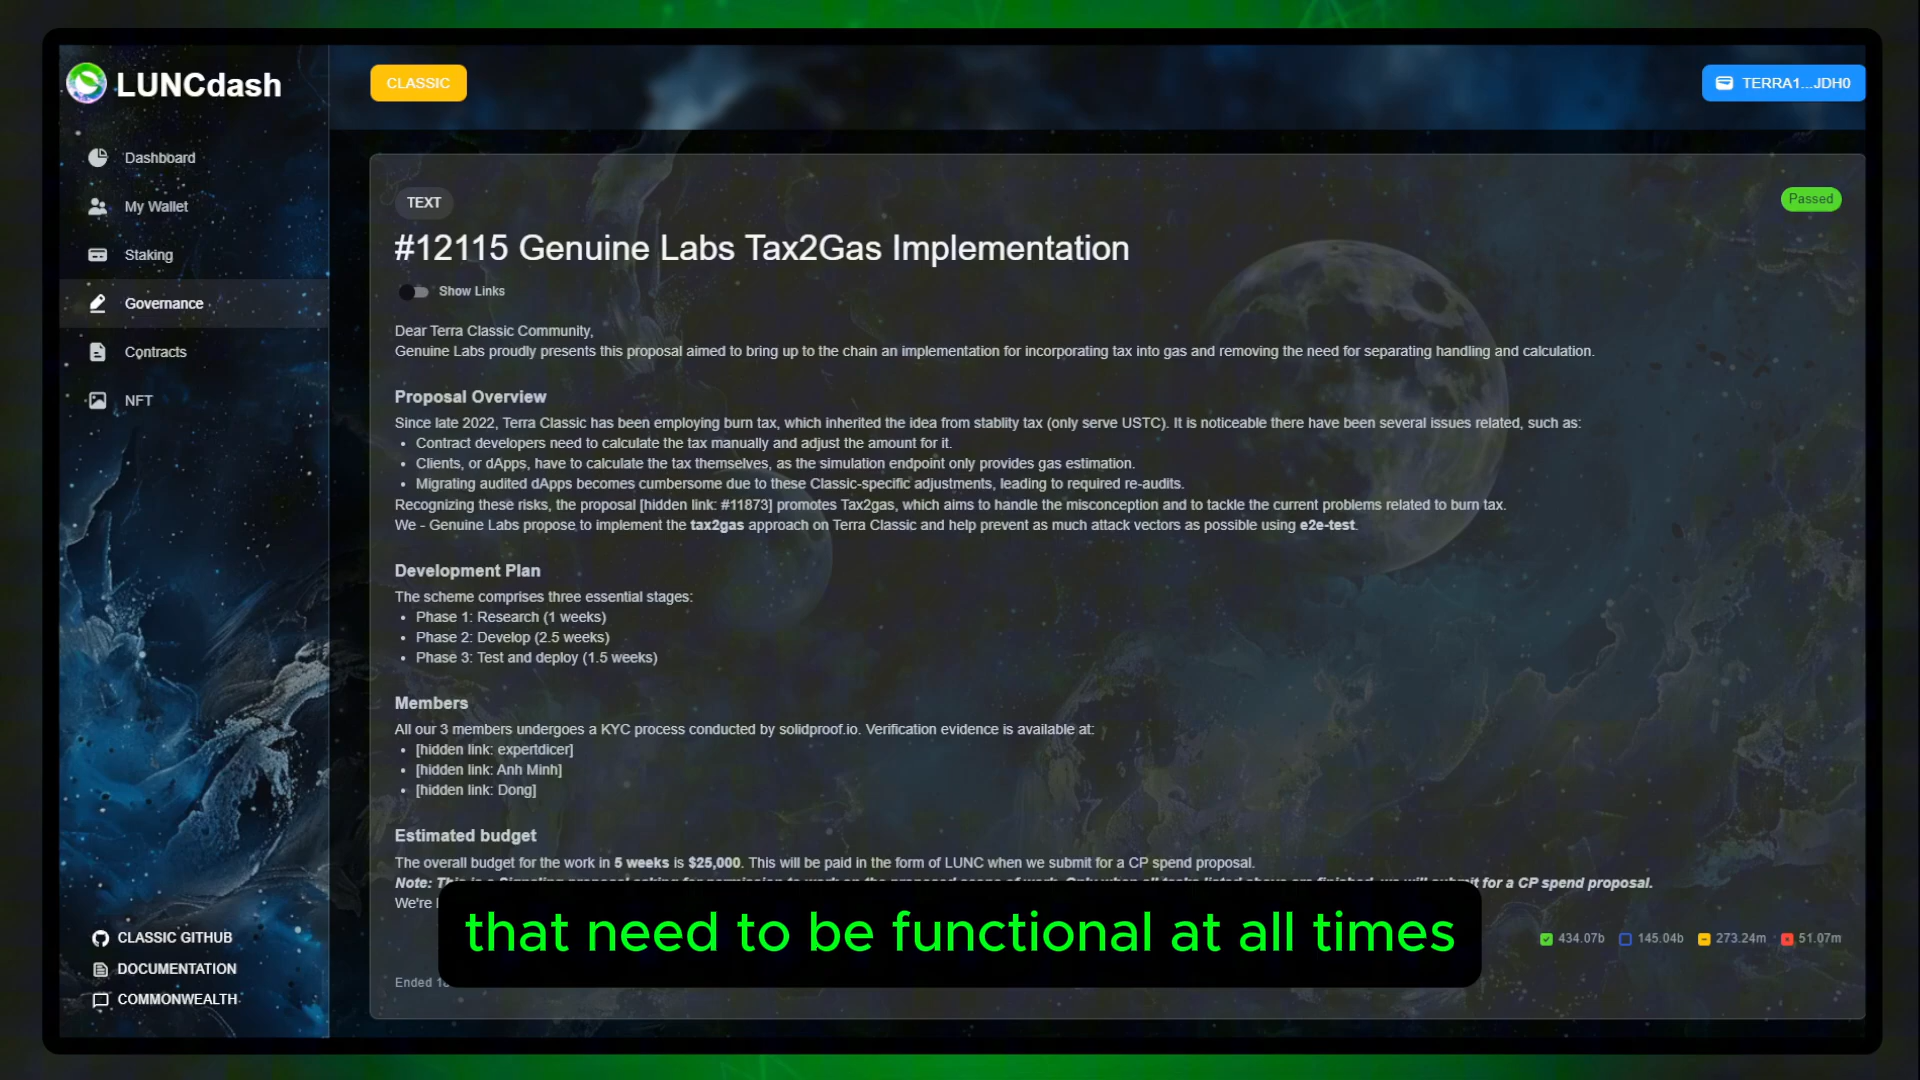 LUNCdash
CLASSIC
TERRA1...JDH0
Dashboard
My Wallet
Staking
Governance
Contracts
NFT
CLASSIC GITHUB
DOCUMENTATION
COMMONWEALTH
TEXT
Passed
#12115 Genuine Labs Tax2Gas Implementation
Show Links
Dear Terra Classic Community,
Genuine Labs proudly presents this proposal aimed to bring up to the chain an implementation for incorporating tax into gas and removing the need for separating handling and calculation.
Proposal Overview
Since late 2022, Terra Classic has been employing burn tax, which inherited the idea from stablity tax (only serve USTC). It is noticeable there have been several issues related, such as:
• Contract developers need to calculate the tax manually and adjust the amount for it.
• Clients, or dApps, have to calculate the tax themselves, as the simulation endpoint only provides gas estimation.
• Migrating audited dApps becomes cumbersome due to these Classic-specific adjustments, leading to required re-audits.
Recognizing these risks, the proposal [hidden link: #11873] promotes Tax2gas, which aims to handle the misconception and to tackle the current problems related to burn tax.
We - Genuine Labs propose to implement the tax2gas approach on Terra Classic and help prevent as much attack vectors as possible using e2e-test.
Development Plan
The scheme comprises three essential stages:
• Phase 1: Research (1 weeks)
• Phase 2: Develop (2.5 weeks)
• Phase 3: Test and deploy (1.5 weeks)
Members
All our 3 members undergoes a KYC process conducted by solidproof.io. Verification evidence is available at:
• [hidden link: expertdicer]
• [hidden link: Anh Minh]
• [hidden link: Dong]
Estimated budget
The overall budget for the work in 5 weeks is $25,000. This will be paid in the form of LUNC when we submit for a CP spend proposal.
Note: for a CP spend proposal.
We're
that need to be functional at all times
434.07b 145.04b 273.24m 51.07m
Ended